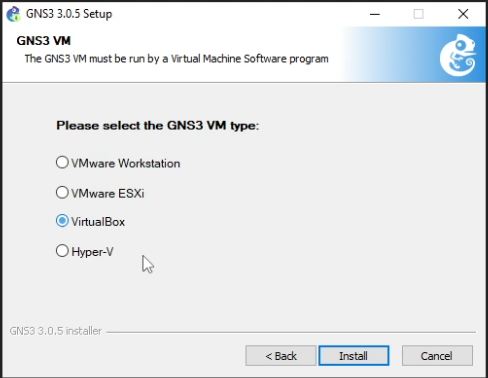 GNS3 3.0.5 Setup
GNS3 VM
The GNS3 VM must be run by a Virtual Machine Software program
Please select the GNS3 VM type:
VMware Workstation
VMware ESXi
VirtualBox
Hyper-V
GNS3 3.0.5 installer
< Back
Install
Cancel